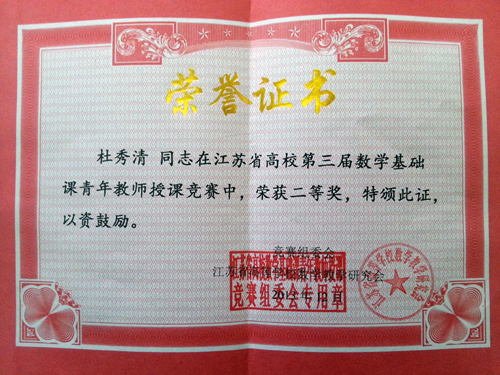 荣誉证书
杜秀清 同志在江苏省高校第三届数学基础
课青年教师授课竞赛中，荣获二等奖，特颁此证，
以资鼓励。
竞赛组委会
竞赛组委会专用章